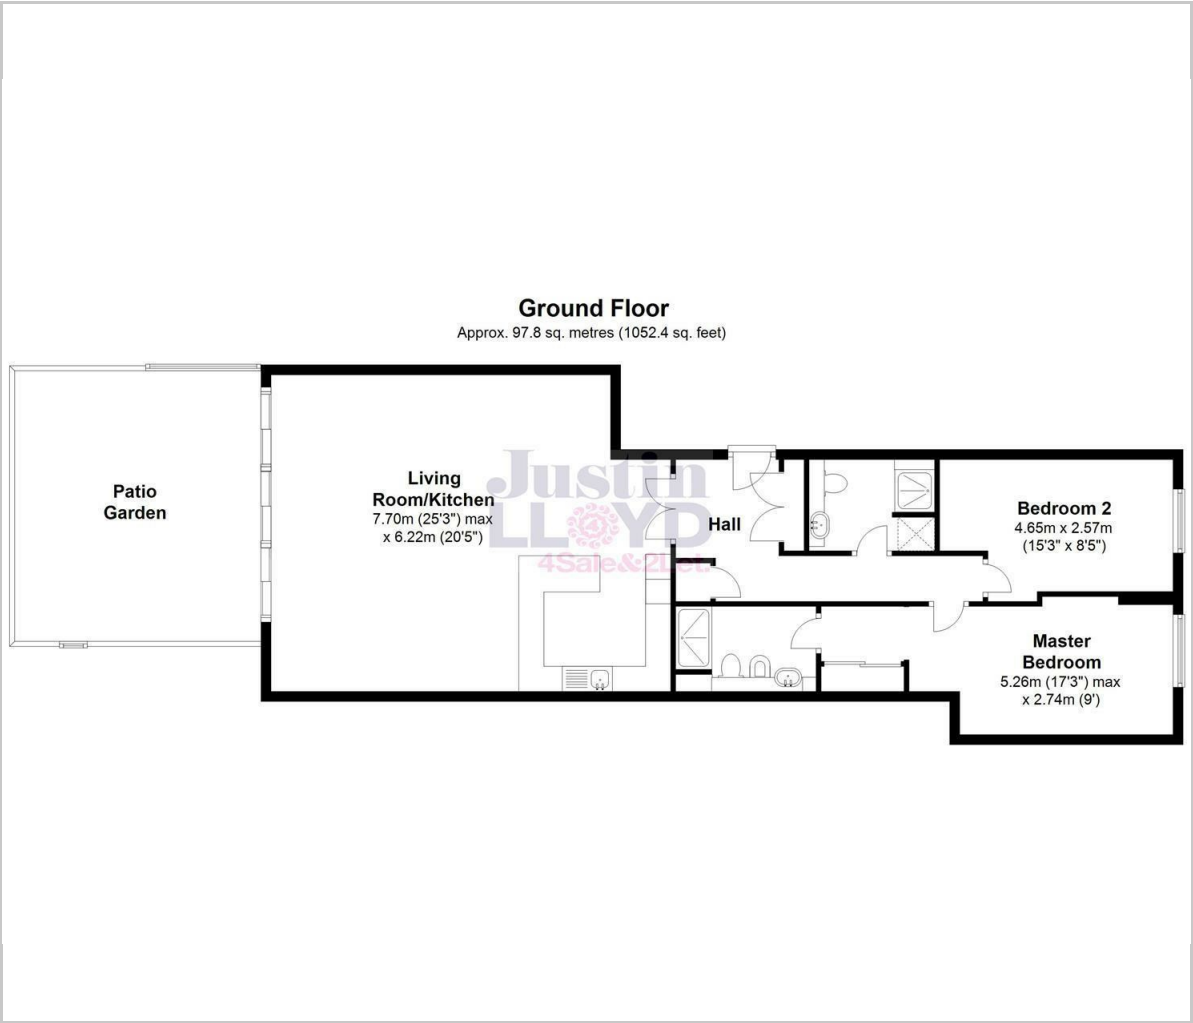 Ground Floor
Approx. 97.8 sq. metres (1052.4 sq. feet)
Patio
Garden
Living
Room/Kitchen
7.70m (25'3") max
x 6.22m (20'5")
Justin
LLOYD
4Sale&2Let.
Hall
Bedroom 2
4.65m x 2.57m
(15'3" x 8'5")
Master
Bedroom
5.26m (17'3") max
x 2.74m (9')